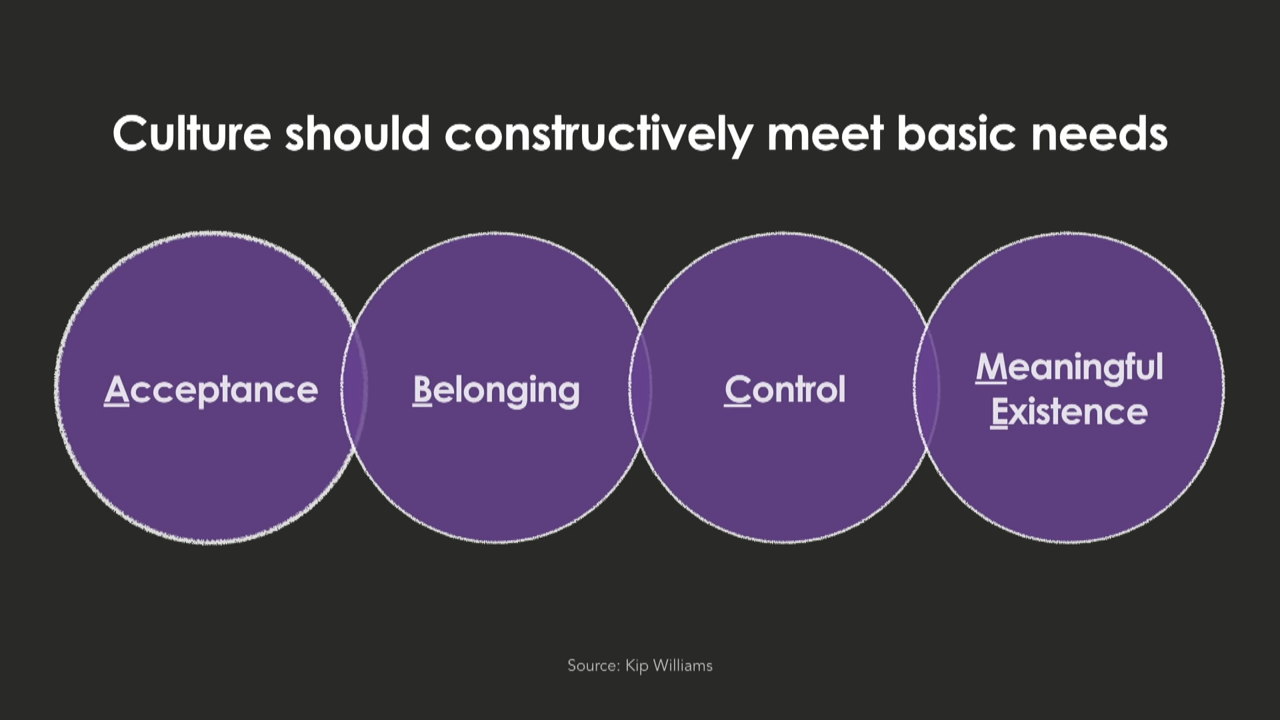 Culture should constructively meet basic needs
Acceptance
Belonging
Control
Meaningful
Existence
Source: Kip Williams